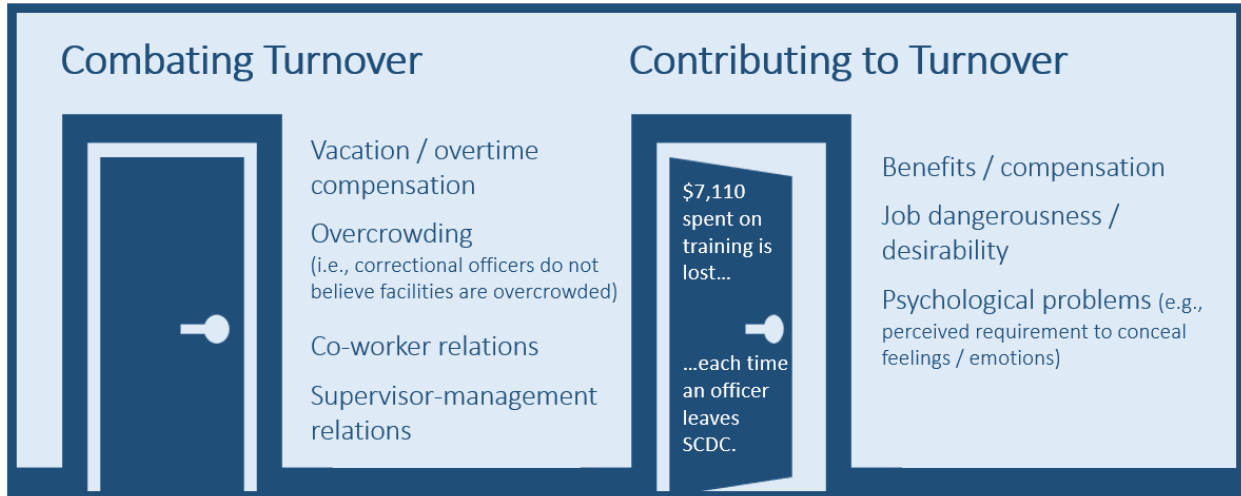 Combating Turnover
Vacation / overtime
compensation
Overcrowding
(i.e., correctional officers do not
believe facilities are overcrowded)
Co-worker relations
Supervisor-management
relations
Contributing to Turnover
$7,110
spent on
training is
lost…
…each time
an officer
leaves
SCDC.
Benefits / compensation
Job dangerousness /
desirability
Psychological problems (e.g.,
perceived requirement to conceal
feelings / emotions)